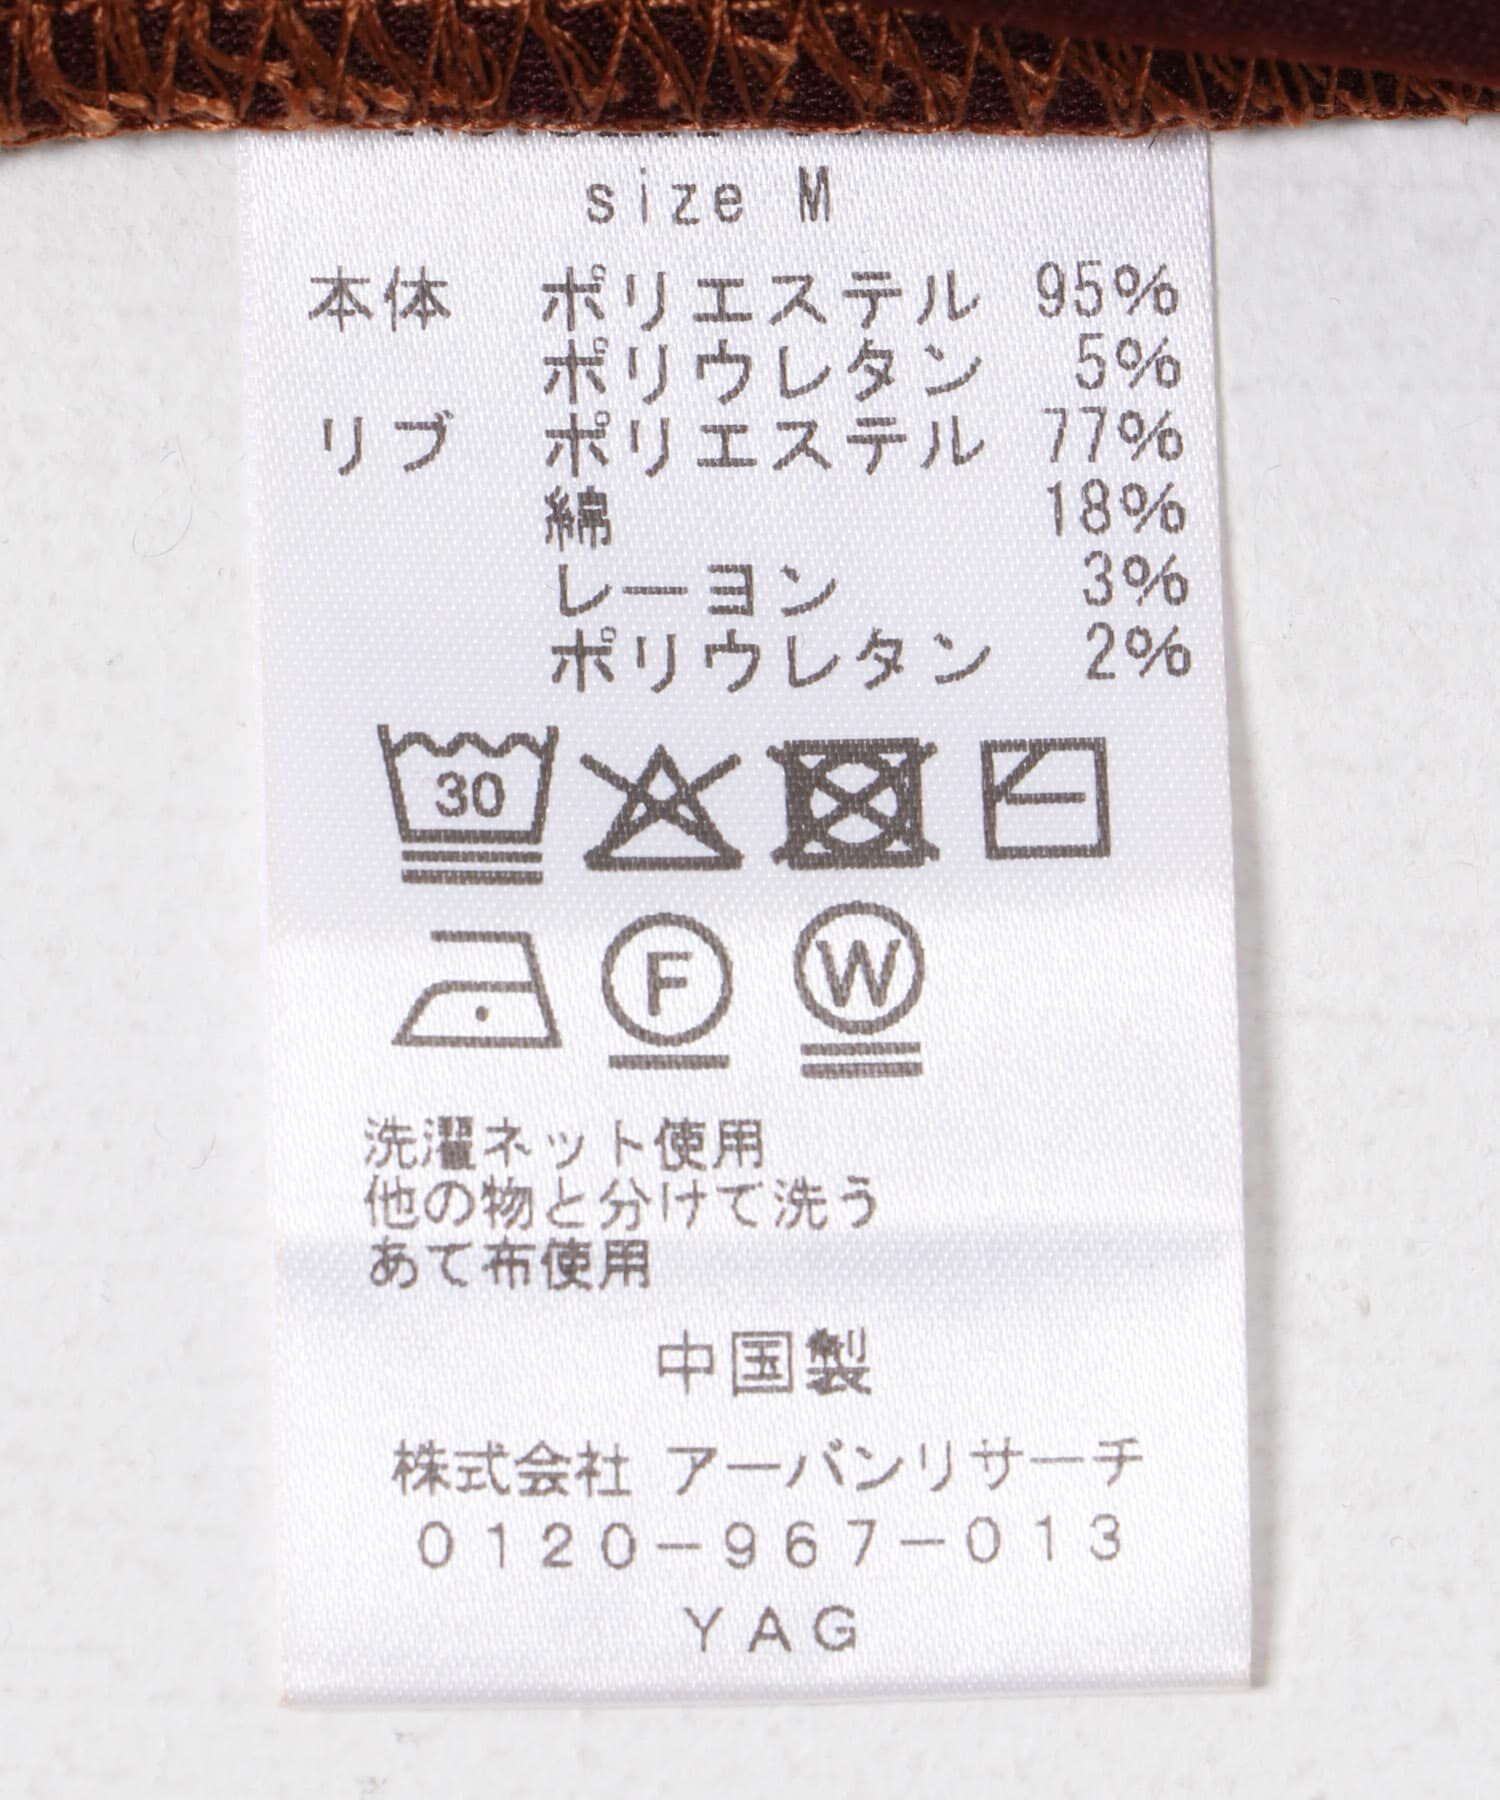 size M
本体 ポリエステル 95%
ポリウレタン 5%
リブ ポリエステル 77%
綿 18%
レーヨン 3%
ポリウレタン 2%
30
F W
洗濯ネット使用
他の物と分けて洗う
あて布使用
中国製
株式会社 アーバンリサーチ
0120-967-013
YAG